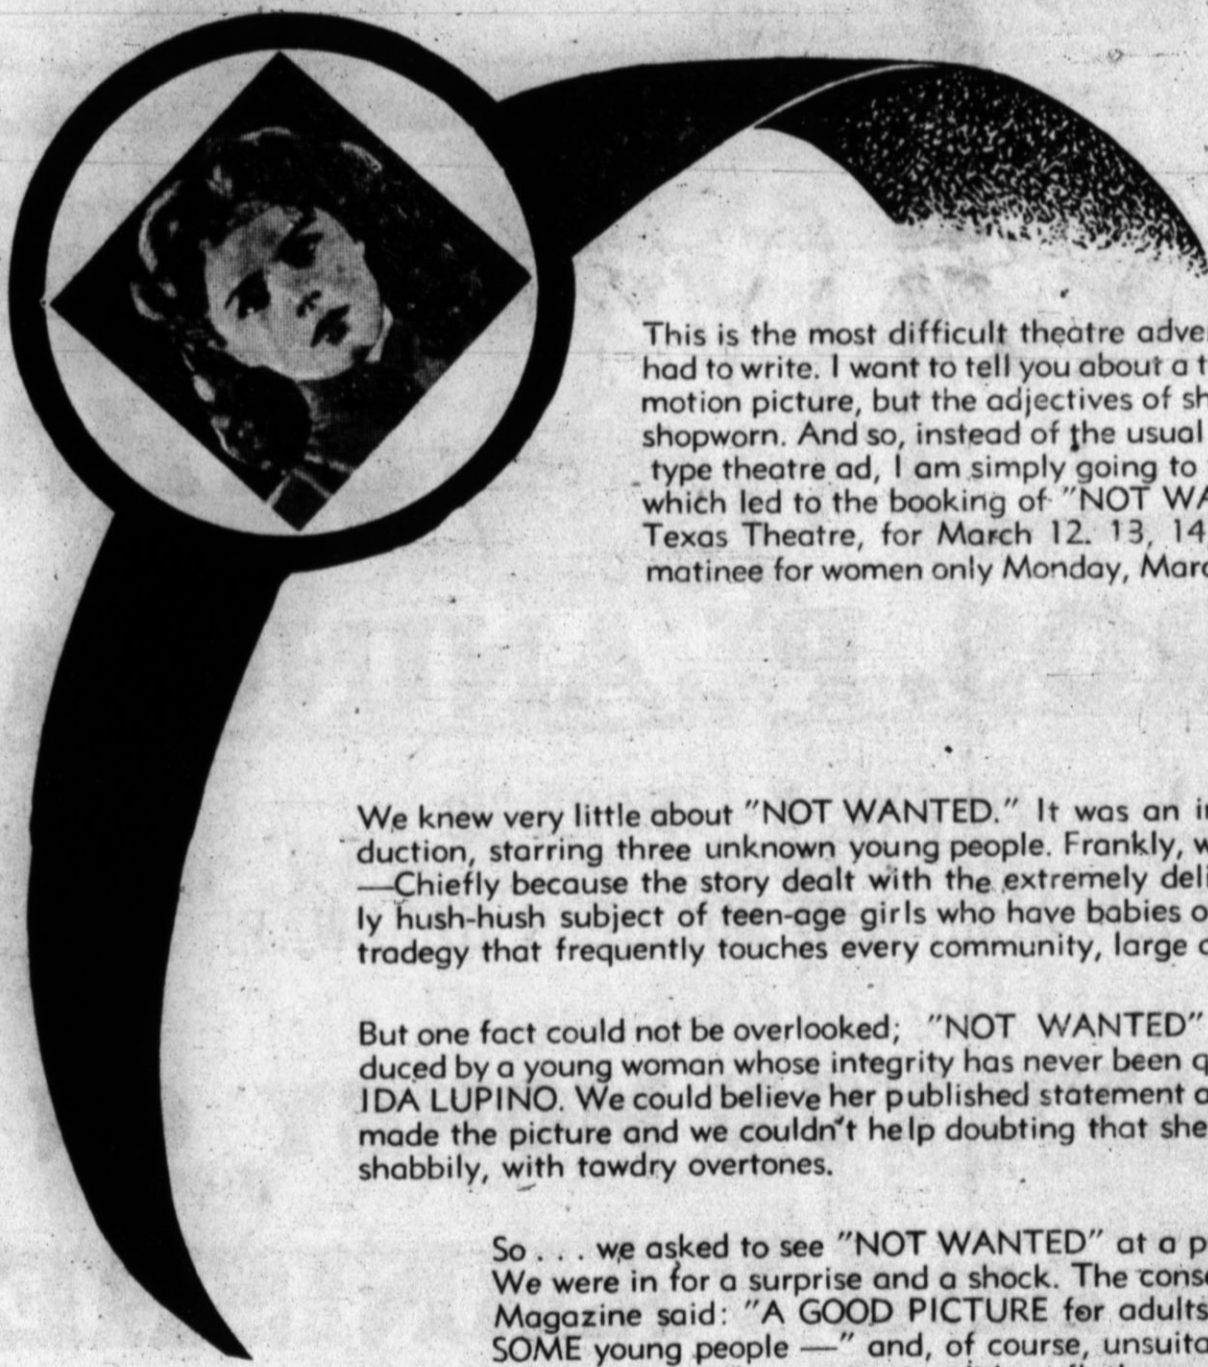 This is the most difficult theatre adve
had to write. I want to tell you about a t
motion picture, but the adjectives of sh
shopworn. And so, instead of the usual
type theatre ad, I am simply going to
which led to the booking of "NOT WA
Texas Theatre, for March 12. 13, 14
matinee for women only Monday, Marc
We knew very little about "NOT WANTED." It was an i
duction, starring three unknown young people. Frankly, w
—Chiefly because the story dealt with the extremely deli
ly hush-hush subject of teen-age girls who have babies o
tradegy that frequently touches every community, large o
But one fact could not be overlooked; "NOT WANTED"
duced by a young woman whose integrity has never been q
IDA LUPINO. We could believe her published statement o
made the picture and we couldn't help doubting that she
shabbily, with tawdry overtones.
So . . . we asked to see "NOT WANTED" at a p
We were in for a surprise and a shock. The cons
Magazine said: "A GOOD PICTURE for adults
SOME young people —" and, of course, unsuita